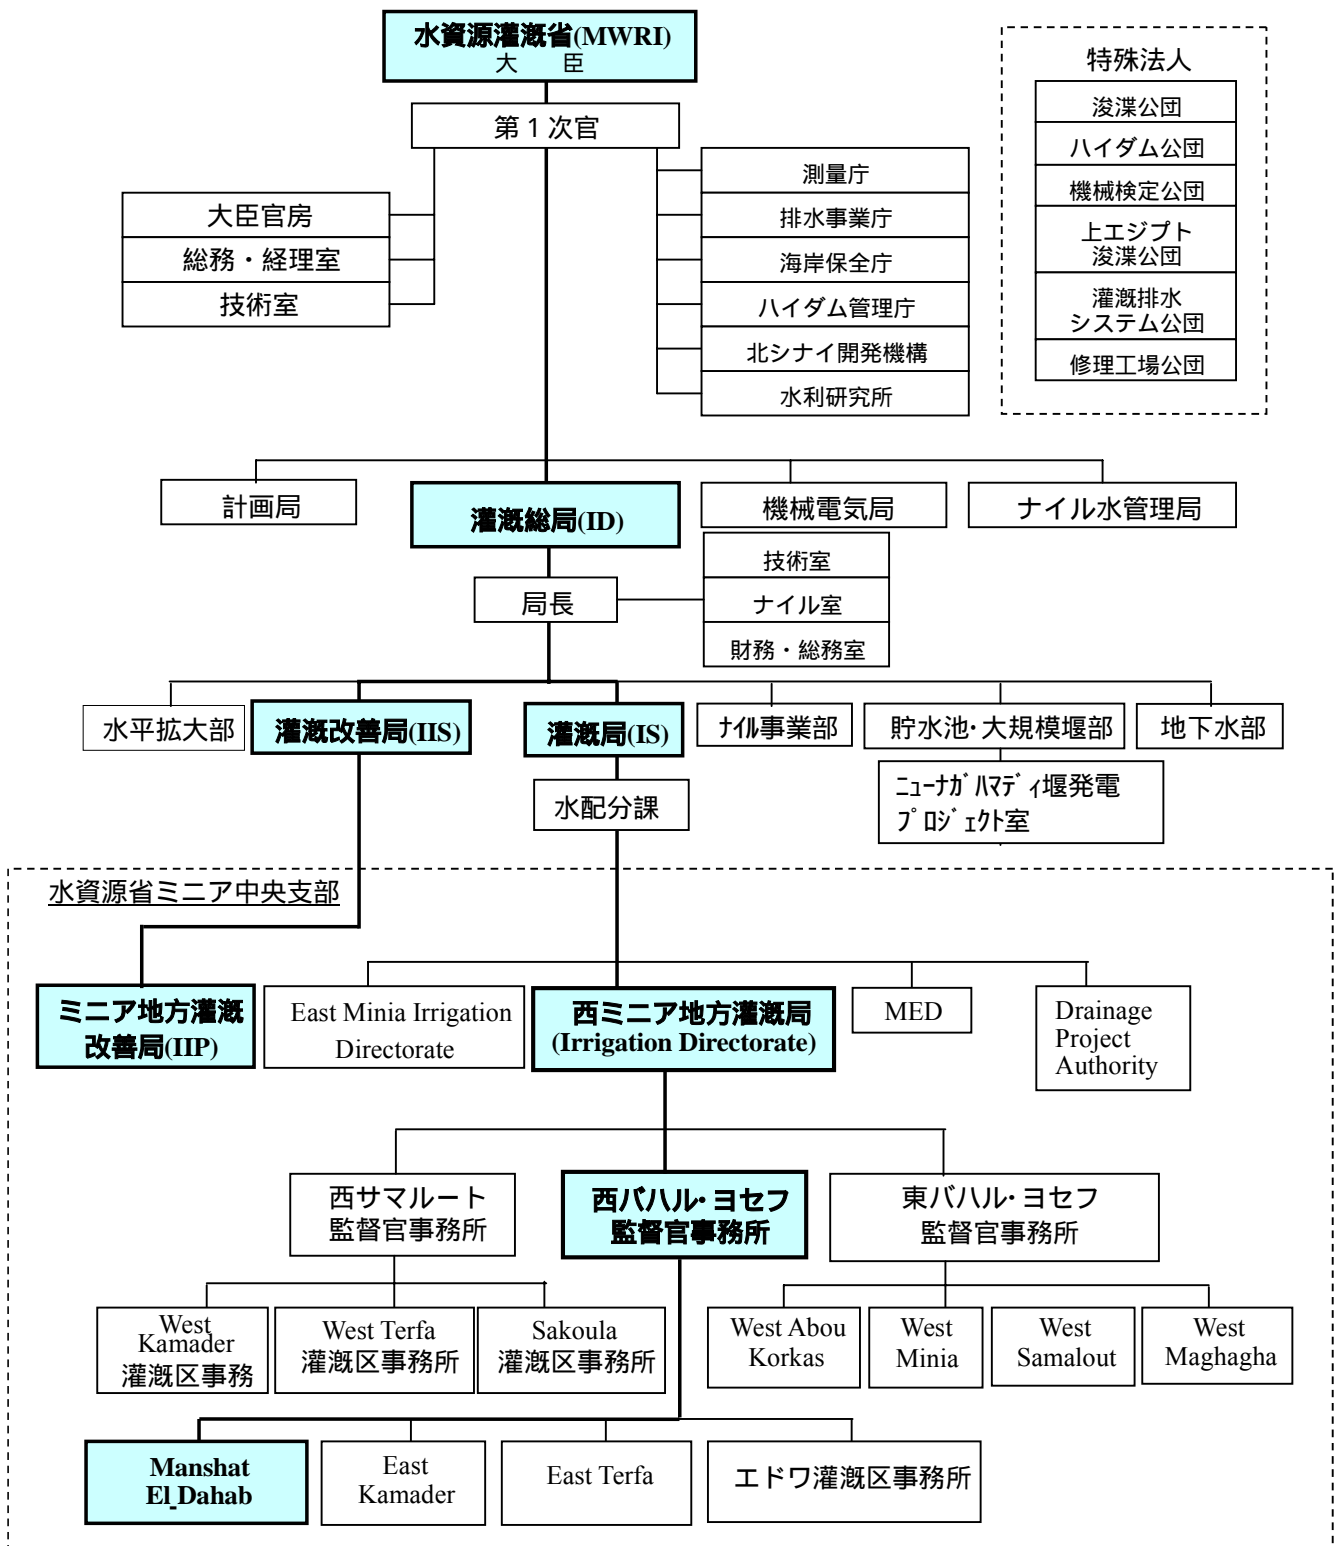 水資源灌漑省(MWRI)
大　臣
第１次官
大臣官房
総務・経理室
技術室
測量庁
排水事業庁
海岸保全庁
ハイダム管理庁
北シナイ開発機構
水利研究所
特殊法人
浚渫公団
ハイダム公団
機械検定公団
上エジプト
浚渫公団
灌漑排水
システム公団
修理工場公団
計画局
灌漑総局(ID)
機械電気局
ナイル水管理局
局長
技術室
ナイル室
財務・総務室
水平拡大部
灌漑改善局(IIS)
灌漑局(IS)
ﾅｲﾙ事業部
貯水池・大規模堰部
地下水部
水配分課
ﾆｭｰﾅｶﾞﾊﾏﾃﾞｨ堰発電
ﾌﾟﾛｼﾞｪｸﾄ室
水資源省ミニア中央支部
ミニア地方灌漑
改善局(IIP)
East Minia Irrigation
Directorate
西ミニア地方灌漑局
(Irrigation Directorate)
MED
Drainage
Project
Authority
西サマルート
監督官事務所
西バハル・ヨセフ
監督官事務所
東バハル・ヨセフ
監督官事務所
West
Kamader
灌漑区事務
West Terfa
灌漑区事務所
Sakoula
灌漑区事務所
West Abou
Korkas
West
Minia
West
Samalout
West
Maghagha
Manshat
El_Dahab
East
Kamader
East Terfa
エドワ灌漑区事務所